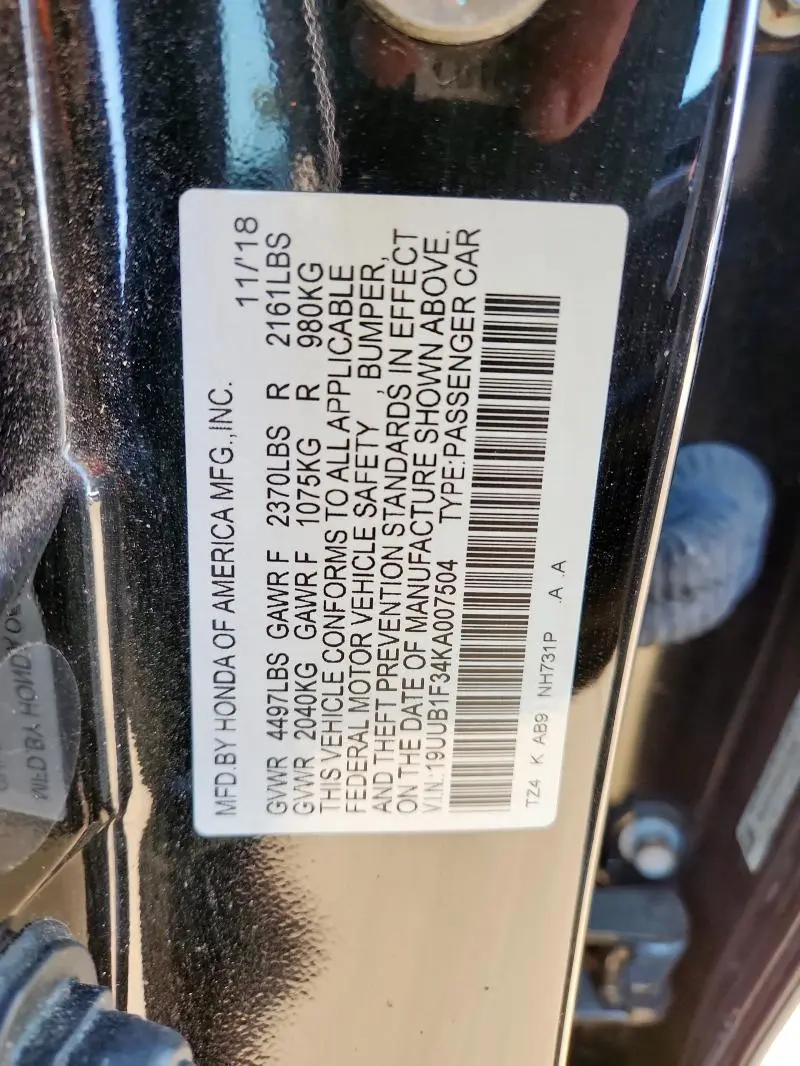 MFD.BY HONDA OF AMERICA MFG.,INC. 11/'18
GVWR 4497LBS GAWR F 2370LBS R 2161LBS
GVWR 2040KG GAWR F 1075KG R 980KG
THIS VEHICLE CONFORMS TO ALL APPLICABLE
FEDERAL MOTOR VEHICLE SAFETY , BUMPER,
AND THEFT PREVENTION STANDARDS IN EFFECT
ON THE DATE OF MANUFACTURE SHOWN ABOVE.
V.I.N.:19UUB1F34KA007504 TYPE:PASSENGER CAR
TZ4 K AB9 NH731P .A .A